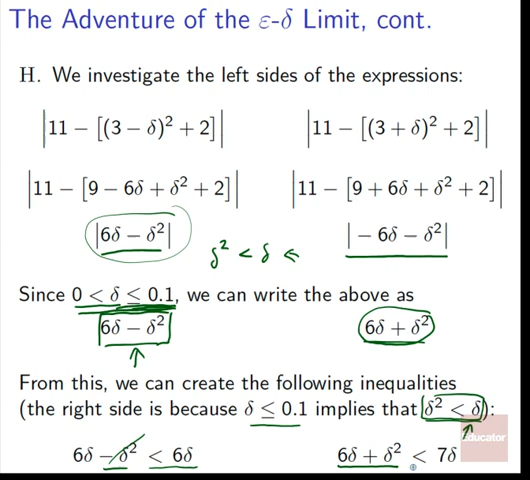 The Adventure of the ε-δ Limit, cont.
H. We investigate the left sides of the expressions:
|11 − [(3 − δ)² + 2]| |11 − [(3 + δ)² + 2]|
|11 − [9 − 6δ + δ² + 2]| |11 − [9 + 6δ + δ² + 2]|
|6δ − δ²| |− 6δ − δ²|
δ² < δ ⇐
Since 0 < δ ≤ 0.1, we can write the above as
6δ − δ² 6δ + δ²
From this, we can create the following inequalities
(the right side is because δ ≤ 0.1 implies that δ² < δ):
Educator
6δ − δ² < 6δ 6δ + δ² < 7δ